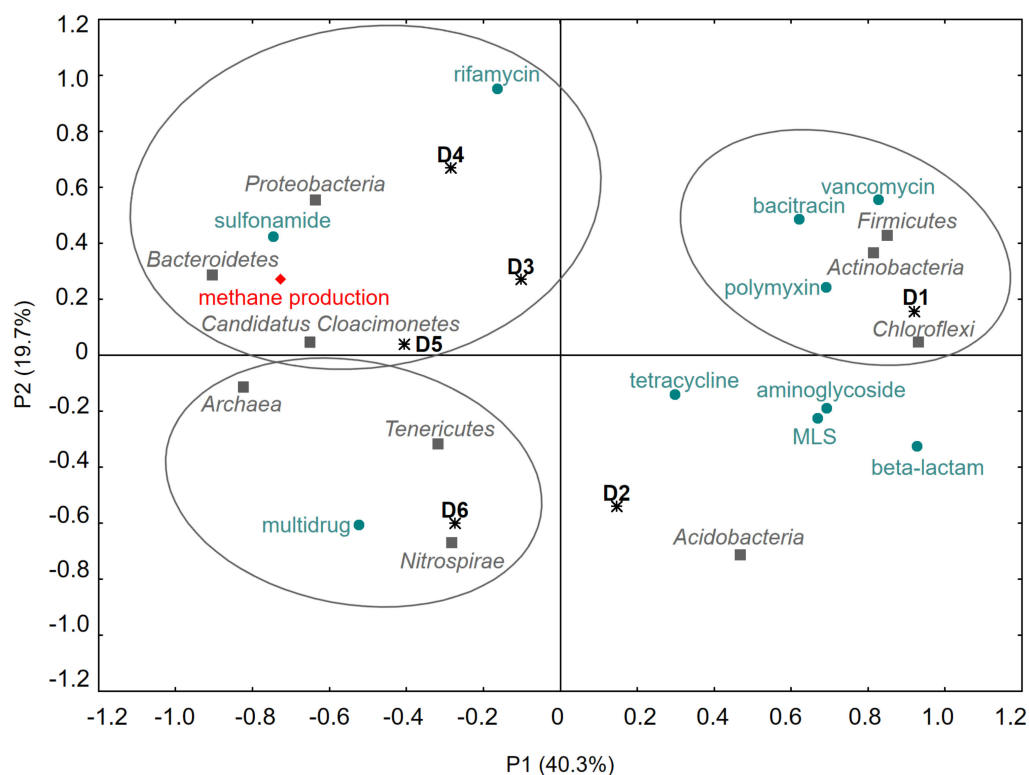 1.2
1.0
0.8
0.6
0.4
0.2
0
-0.2
-0.4
-0.6
-0.8
1.0
-1.2
P2 (19.7%)
rifamycin
D4
Proteobacteria
sulfonamide
Bacteroidetes
D3
methane production
Candidatus Cloacimonetes
D5
vancomycin
bacitracin
Firmicutes
Actinobacteria
polymyxin
D1
Chloroflexi
Archaea
Tenericutes
D6
multidrug
Nitrospirae
tetracycline
aminoglycoside
MLS
beta-lactam
D2
Acidobacteria
-1.2 -1.0 -0.8 -0.6 -0.4 -0.2 0 0.2 0.4 0.6 0.8 1.0 1.2
P1 (40.3%)